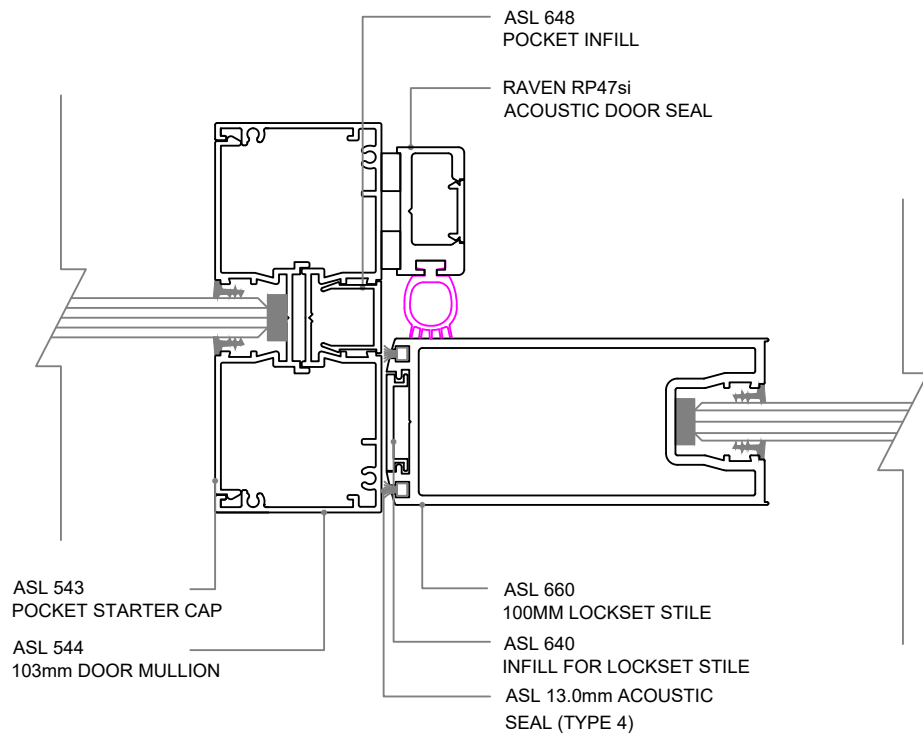 ASL 648
POCKET INFILL
RAVEN RP47si
ACOUSTIC DOOR SEAL
ASL 543
POCKET STARTER CAP
ASL 544
103mm DOOR MULLION
ASL 660
100MM LOCKSET STILE
ASL 640
INFILL FOR LOCKSET STILE
ASL 13.0mm ACOUSTIC
SEAL (TYPE 4)